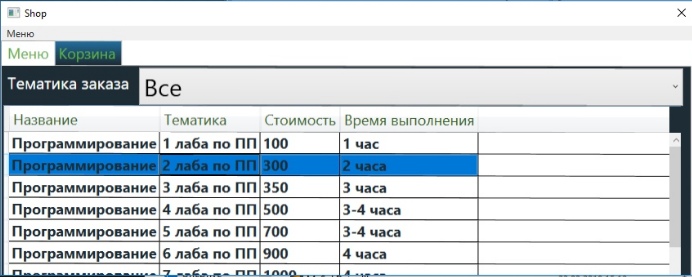 Shop
Меню
Меню Корзина
Тематика заказа Все
Название Тематика Стоимость Время выполнения
Программирование 1 лаба по ПП 100 1 час
Программирование 2 лаба по ПП 300 2 часа
Программирование 3 лаба по ПП 350 3 часа
Программирование 4 лаба по ПП 500 3-4 часа
Программирование 5 лаба по ПП 700 3-4 часа
Программирование 6 лаба по ПП 900 4 часа
Программирование 7 лаба по ПП 1000 4 часа